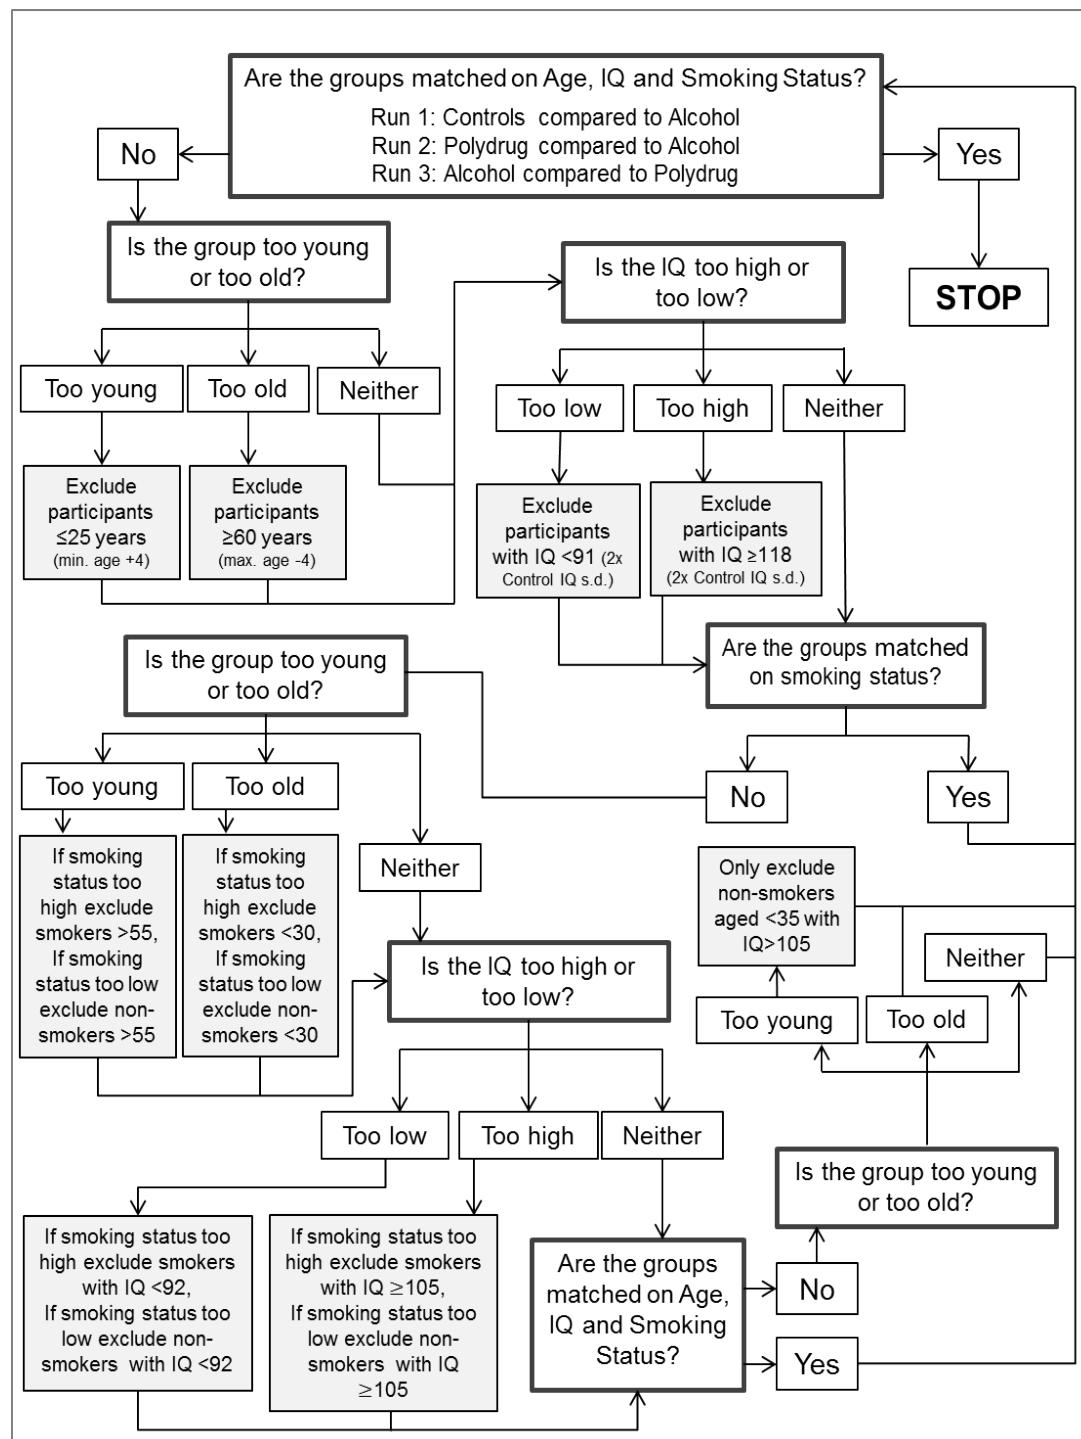 Are the groups matched on Age, IQ and Smoking Status?
Run 1: Controls compared to Alcohol
Run 2: Polydrug compared to Alcohol
Run 3: Alcohol compared to Polydrug
No
Yes
STOP
Is the group too young
or too old?
Too young
Too old
Neither
Exclude
participants
≤25 years
(min. age +4)
Exclude
participants
≥60 years
(max. age -4)
Is the IQ too high or
too low?
Too low
Too high
Neither
Exclude
participants
with IQ <91 (2x
Control IQ s.d.)
Exclude
participants
with IQ ≥118
(2x Control IQ s.d.)
Are the groups matched
on smoking status?
No
Yes
Is the group too young
or too old?
Too young
Too old
Neither
If smoking
status too
high exclude
smokers >55,
If smoking
status too low
exclude non-
smokers >55
If smoking
status too
high exclude
smokers <30,
If smoking
status too low
exclude non-
smokers <30
Is the IQ too high or
too low?
Too low
Too high
Neither
If smoking status too
high exclude smokers
with IQ <92,
If smoking status too
low exclude non-
smokers with IQ <92
If smoking status too
high exclude smokers
with IQ ≥105,
If smoking status too
low exclude non-
smokers with IQ
≥105
Are the groups
matched on Age,
IQ and Smoking
Status?
No
Yes
Is the group too young
or too old?
Too young
Too old
Neither
Only exclude
non-smokers
aged <35 with
IQ>105